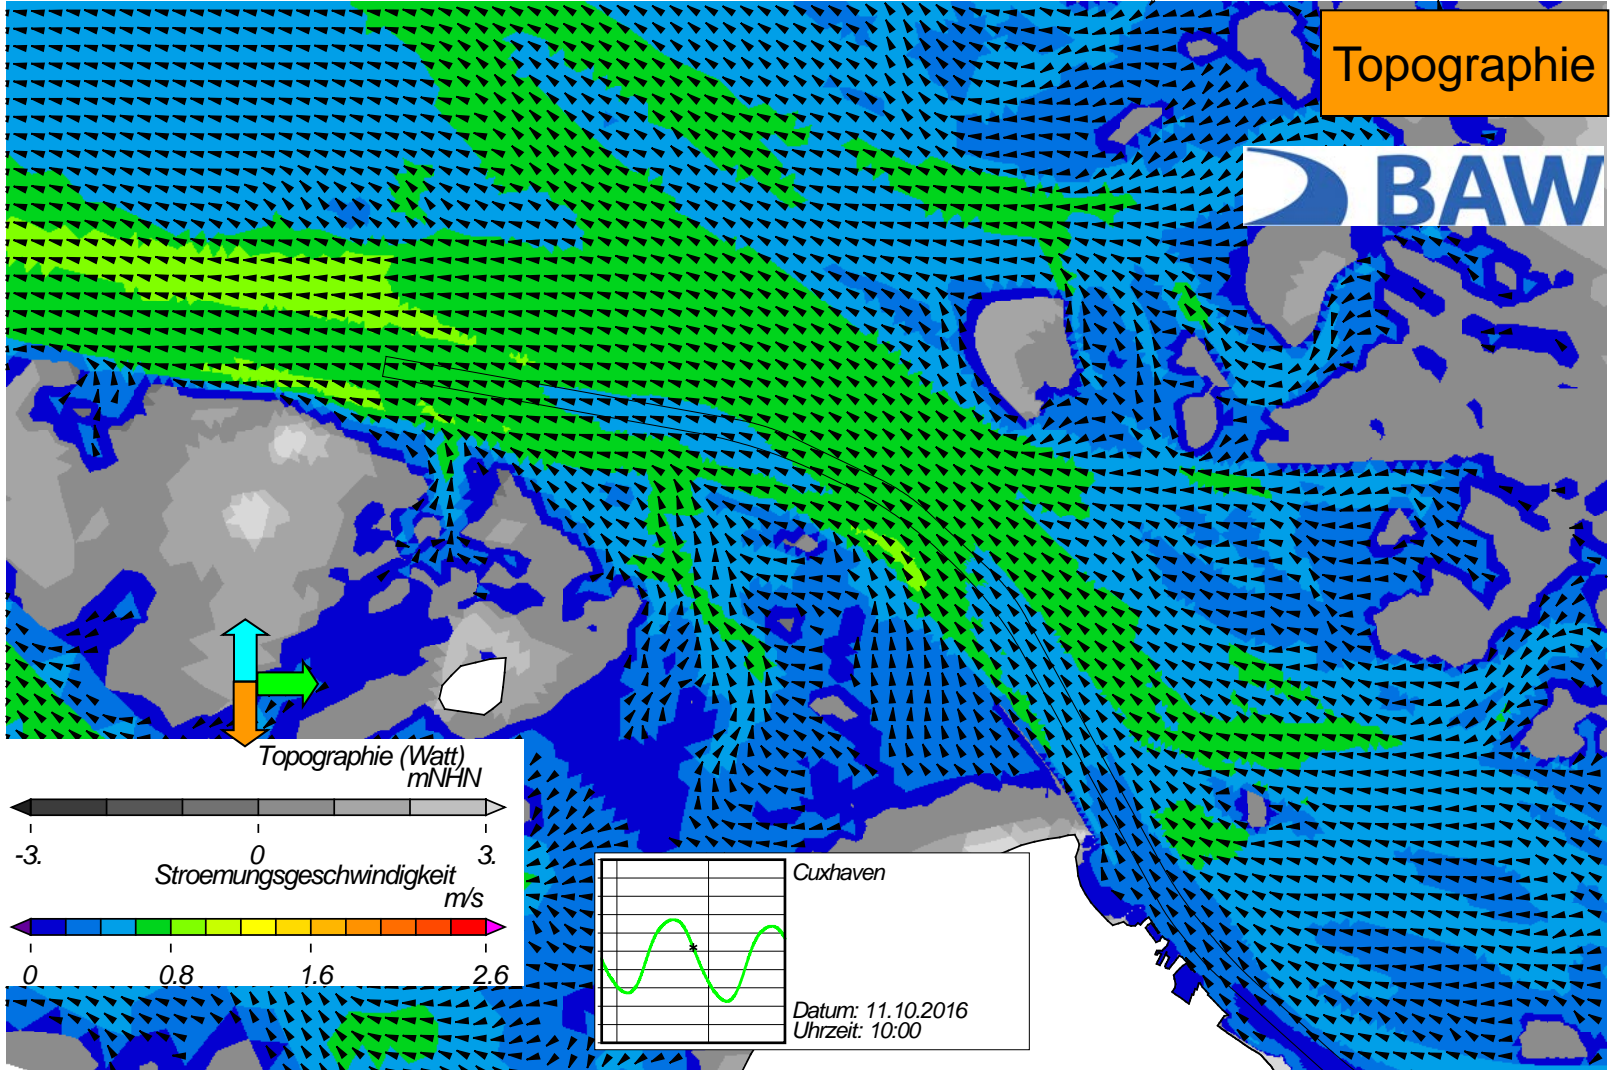 Topographie
BAW
Topographie (Watt)
mNHN
-3. 0 3.
Stroemungsgeschwindigkeit
m/s
0 0.8 1.6 2.6
Cuxhaven
Datum: 11.10.2016
Uhrzeit: 10:00